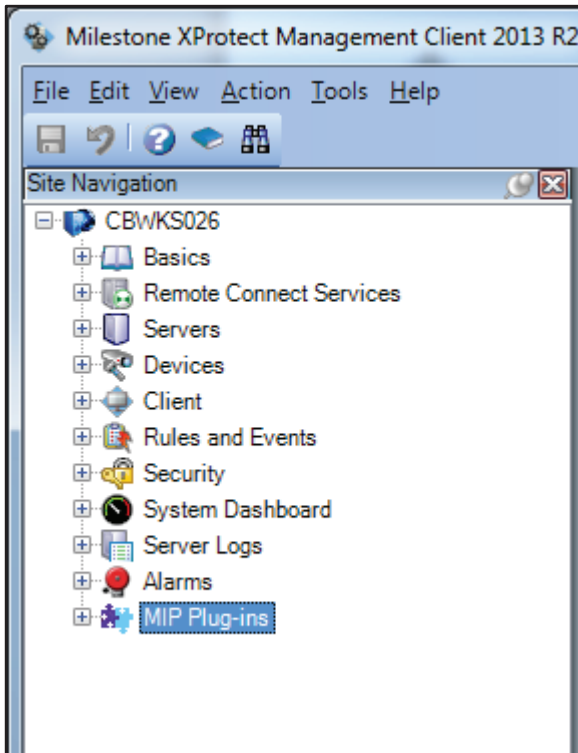 Milestone XProtect Management Client 2013 R2
File Edit View Action Tools Help
Site Navigation
CBWKS026
Basics
Remote Connect Services
Servers
Devices
Client
Rules and Events
Security
System Dashboard
Server Logs
Alarms
MIP Plug-ins